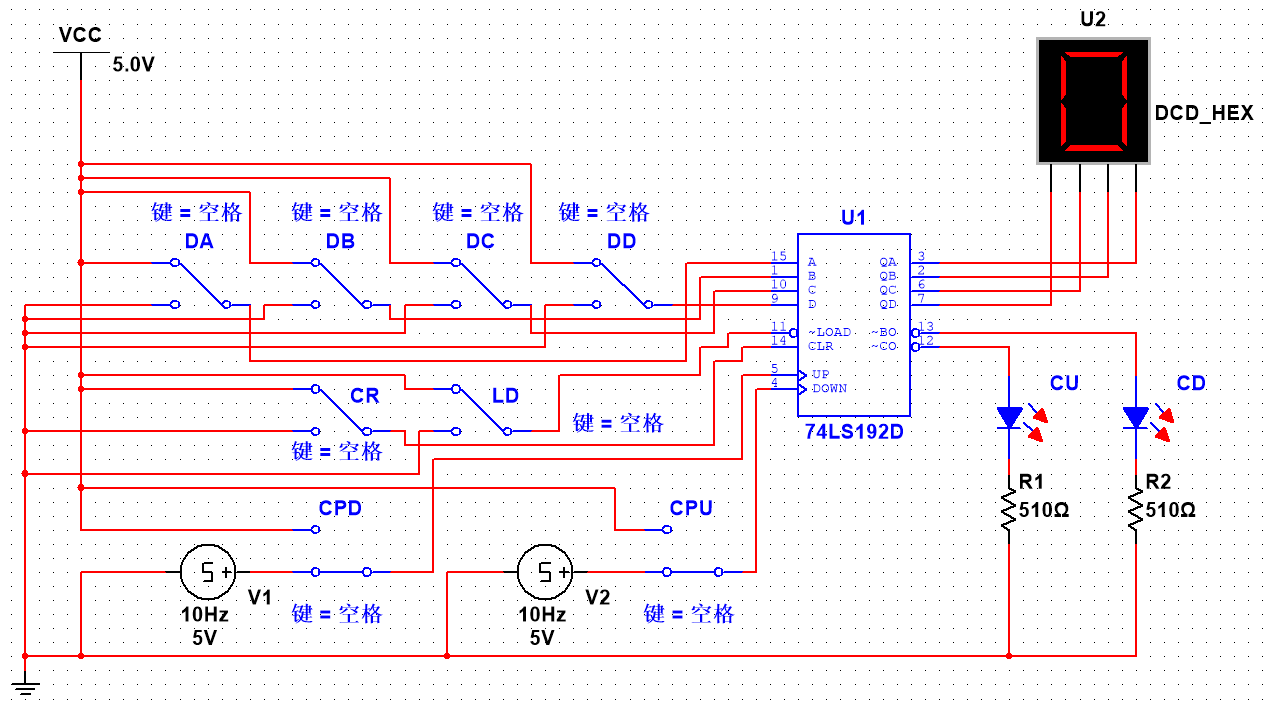 VCC
5.0V
U2
DCD_HEX
键 = 空格
键 = 空格
键 = 空格
键 = 空格
DA
DB
DC
DD
U1
15
1
10
9
11
14
5
4
A
B
C
D
~LOAD
CLR
UP
DOWN
QA
QB
QC
QD
~BO
~CO
3
2
6
7
13
12
74LS192D
CR
LD
键 = 空格
键 = 空格
CU
CD
R1
510Ω
R2
510Ω
CPD
CPU
V1
10Hz
5V
键 = 空格
V2
10Hz
5V
键 = 空格